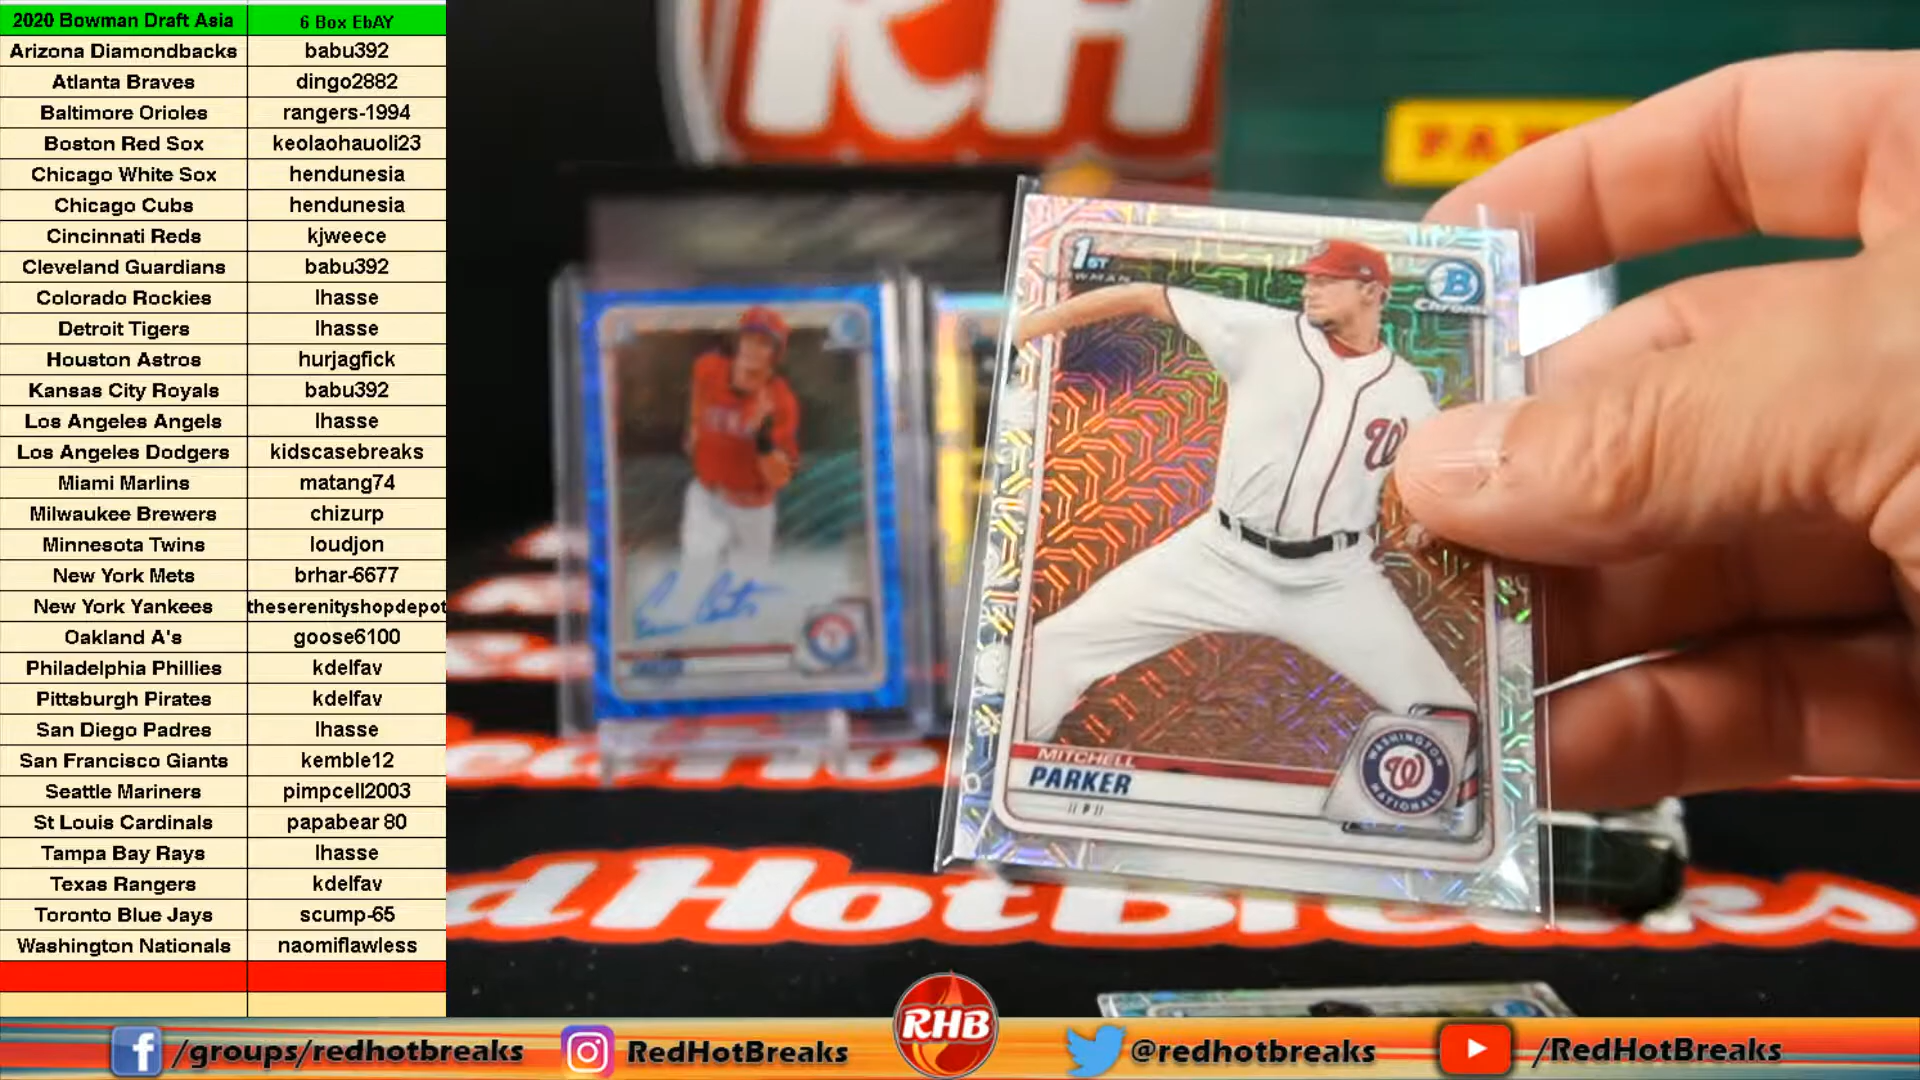 2020 Bowman Draft Asia 6 Box EbAY
Arizona Diamondbacks babu392
Atlanta Braves dingo2882
Baltimore Orioles rangers-1994
Boston Red Sox keolaohauoli23
Chicago White Sox hendunesia
Chicago Cubs hendunesia
Cincinnati Reds kjweece
Cleveland Guardians babu392
Colorado Rockies lhasse
Detroit Tigers lhasse
Houston Astros hurjagfick
Kansas City Royals babu392
Los Angeles Angels lhasse
Los Angeles Dodgers kidscasebreaks
Miami Marlins matang74
Milwaukee Brewers chizurp
Minnesota Twins loudjon
New York Mets brhar-6677
New York Yankees theserenityshopdepot
Oakland A's goose6100
Philadelphia Phillies kdelfav
Pittsburgh Pirates kdelfav
San Diego Padres lhasse
San Francisco Giants kemble12
Seattle Mariners pimpcell2003
St Louis Cardinals papabear 80
Tampa Bay Rays lhasse
Texas Rangers kdelfav
Toronto Blue Jays scump-65
Washington Nationals naomiflawless
RH
1ST
B
Chrome
W
MITCHELL
PARKER
P
WASHINGTON
W
NATIONALS
dHotBreaks
/groups/redhotbreaks
RedHotBreaks
RHB
@redhotbreaks
/RedHotBreaks